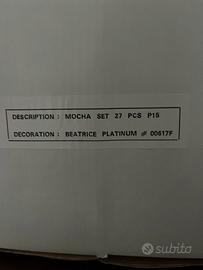 DESCRIPTION : MOCHA SET 27 PCS P15
DECORATION : BEATRICE PLATINUM # 00617F
subito